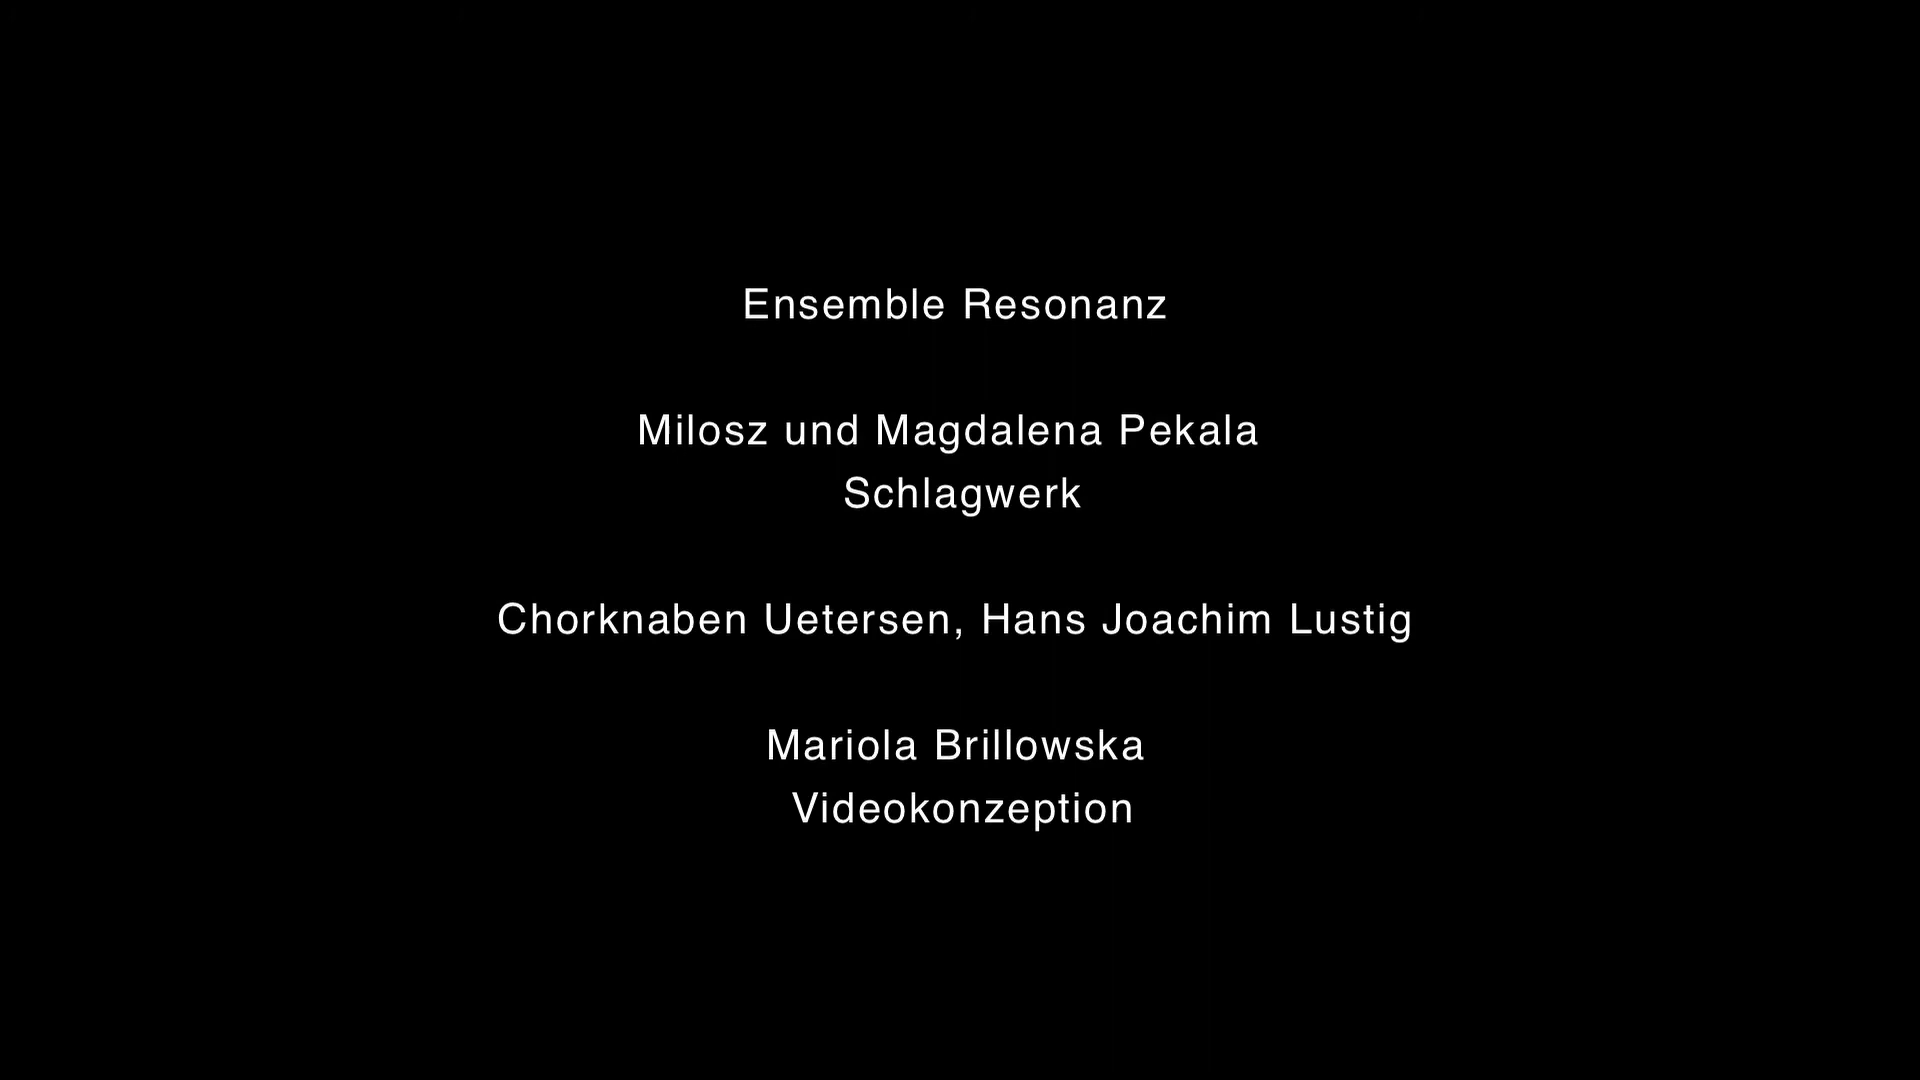 Ensemble Resonanz
Milosz und Magdalena Pekala
Schlagwerk
Chorknaben Uetersen, Hans Joachim Lustig
Mariola Brillowska
Videokonzeption